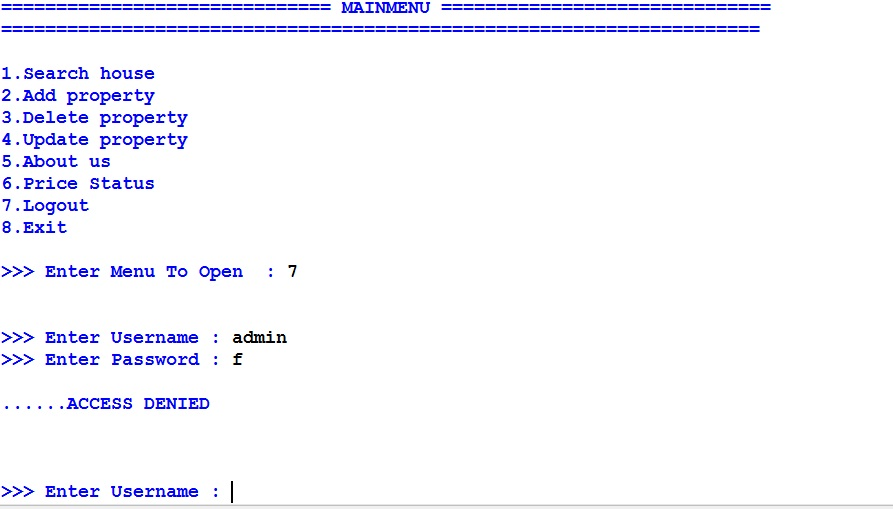 ============================== MAINMENU ==============================
=====================================================================
1.Search house
2.Add property
3.Delete property
4.Update property
5.About us
6.Price Status
7.Logout
8.Exit
>>> Enter Menu To Open  : 7
>>> Enter Username : admin
>>> Enter Password : f
......ACCESS DENIED
>>> Enter Username :